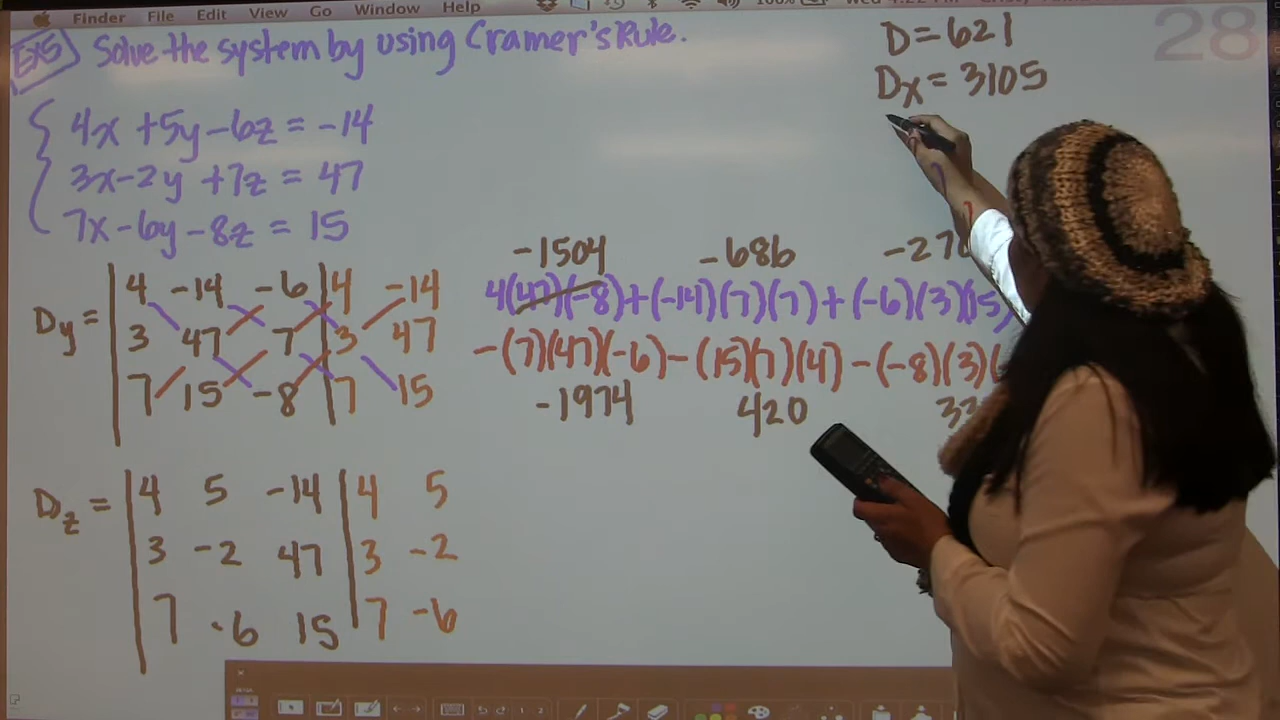 Finder File Edit View Go Window Help
28
Ex5 Solve the system by using Cramer's Rule.
4x + 5y - 6z = -14
3x - 2y + 7z = 47
7x - 6y - 8z = 15
D = 621
Dx = 3105
Dy = | 4 -14 -6 | 4 -14
3 47 7 | 3 47
7 15 -8 | 7 15
-1504 -686 -270
4(47)(-8) + (-14)(7)(7) + (-6)(3)(15)
-(7)(47)(-6) - (15)(7)(4) - (-8)(3)(
-1974 420 33
Dz = | 4 5 -14 | 4 5
3 -2 47 | 3 -2
7 -6 15 | 7 -6